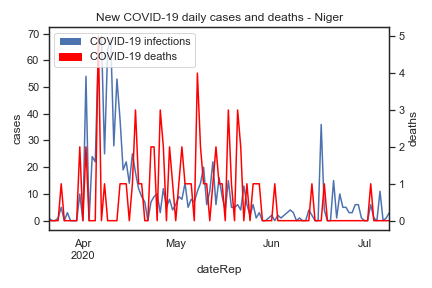 New COVID-19 daily cases and deaths - Niger
COVID-19 infections
COVID-19 deaths
70
60
50
40
30
20
10
0
cases
5
4
3
2
1
0
deaths
Apr
2020
May
Jun
Jul
dateRep